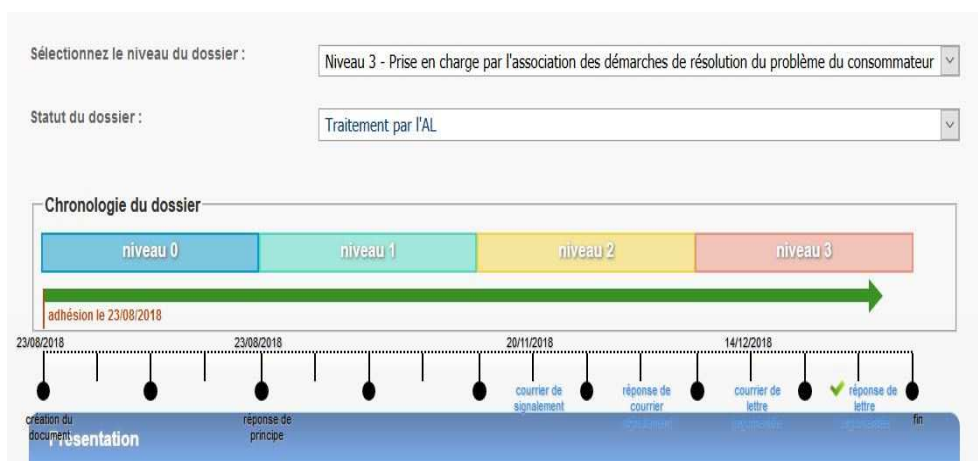 Sélectionnez le niveau du dossier :
Niveau 3 - Prise en charge par l'association des démarches de résolution du problème du consommateur
Statut du dossier :
Traitement par l'AL
Chronologie du dossier
niveau 0
niveau 1
niveau 2
niveau 3
adhésion le 23/08/2018
23/08/2018
23/08/2018
20/11/2018
14/12/2018
création du
document
réponse de
principe
courrier de
signalement
réponse de
courrier
courrier de
lettre
réponse de
lettre
fin
Présentation